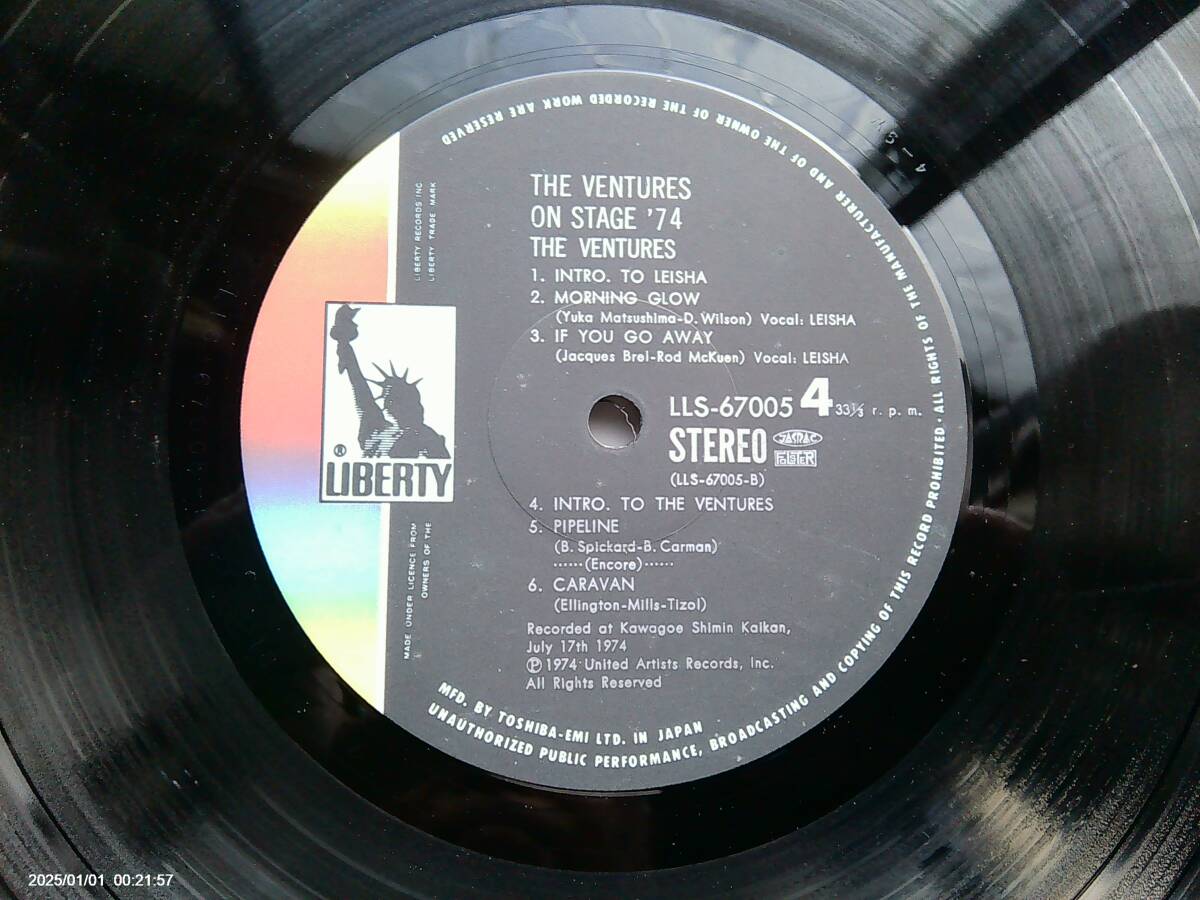 THE VENTURES
ON STAGE '74
THE VENTURES
1. INTRO. TO LEISHA
2. MORNING GLOW
(Yuka Matsushima-D. Wilson) Vocal: LEISHA
3. IF YOU GO AWAY
(Jacques Brel-Rod McKuen) Vocal: LEISHA
LLS-67005 4 33⅓ r. p. m.
STEREO JASRAC
(LLS-67005-B)
4. INTRO. TO THE VENTURES
5. PIPELINE
(B. Spickard-B. Carman)
······(Encore)······
6. CARAVAN
(Ellington-Mills-Tizol)
Recorded at Kawagoe Shimin Kaikan,
July 17th 1974
Ⓟ 1974 United Artists Records, Inc.
All Rights Reserved
® LIBERTY
LIBERTY RECORDS INC
LIBERTY TRADE MARK
MADE UNDER LICENCE FROM
OWNERS OF THE
MFD. BY TOSHIBA-EMI LTD. IN JAPAN
UNAUTHORIZED PUBLIC PERFORMANCE, BROADCASTING AND COPYING OF THIS RECORD PROHIBITED · ALL RIGHTS OF THE MANUFACTURER AND OF THE OWNER OF THE RECORDED WORK ARE RESERVED
2025/01/01 00:21:57